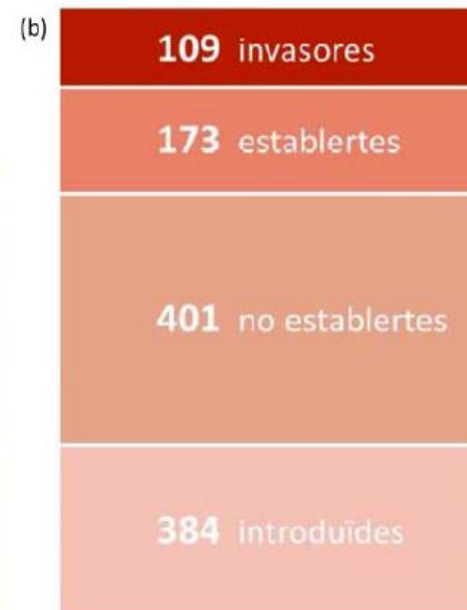 (b)
109 invasores
173 establertes
401 no establertes
384 introduïdes